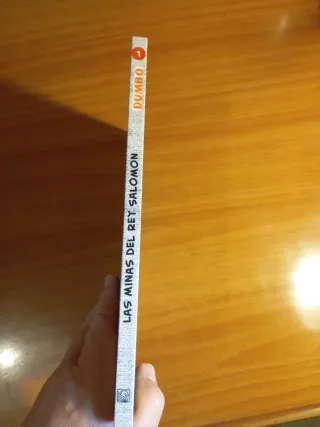 LAS MINAS DEL REY SALOMON
DUMBO
1